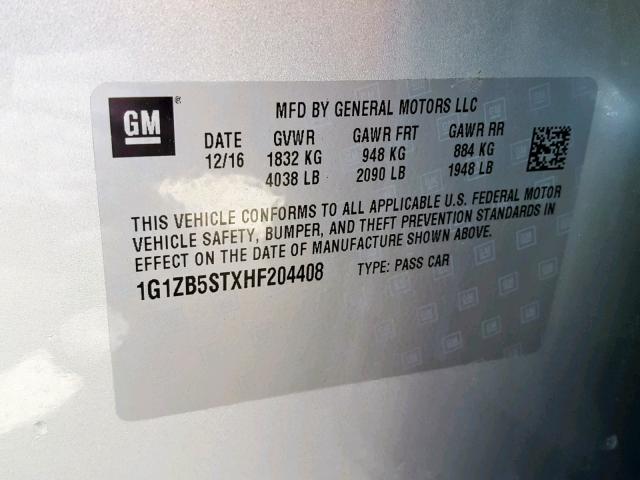 GM ®
MFD BY GENERAL MOTORS LLC
DATE GVWR GAWR FRT GAWR RR
12/16 1832 KG 948 KG 884 KG
4038 LB 2090 LB 1948 LB
THIS VEHICLE CONFORMS TO ALL APPLICABLE U.S. FEDERAL MOTOR
VEHICLE SAFETY, BUMPER, AND THEFT PREVENTION STANDARDS IN
EFFECT ON THE DATE OF MANUFACTURE SHOWN ABOVE.
1G1ZB5STXHF204408 TYPE: PASS CAR